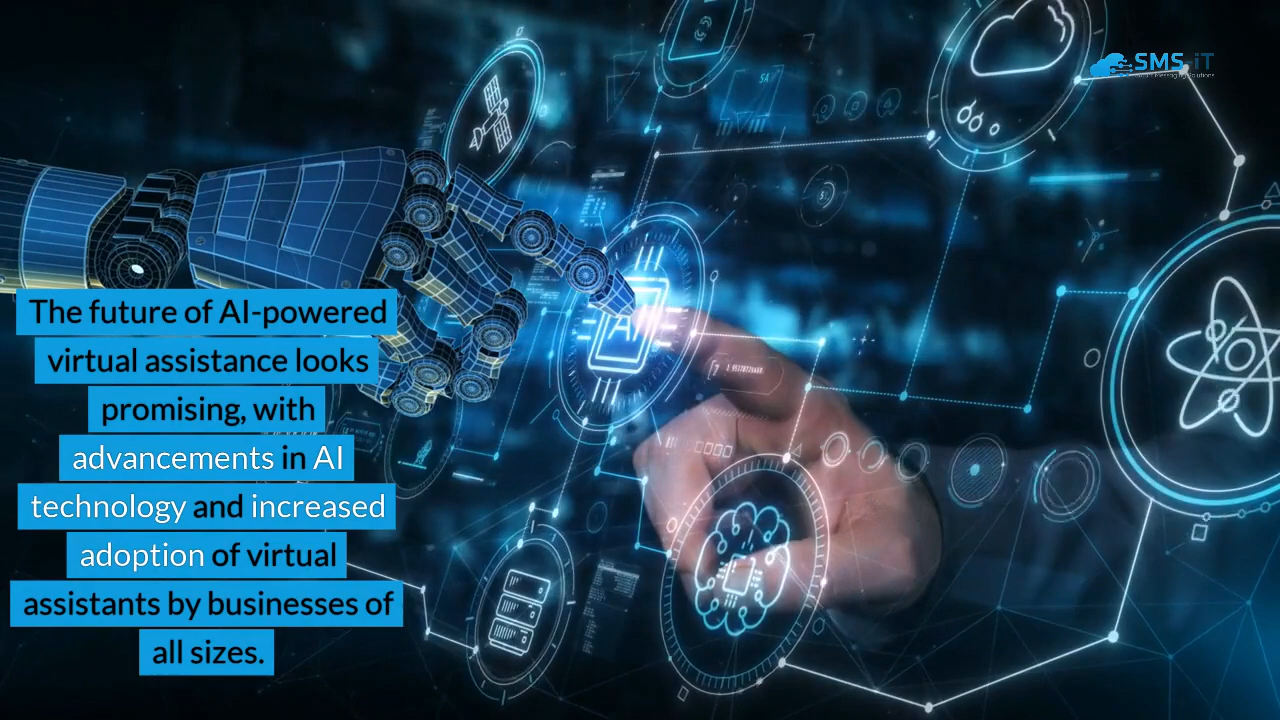 SMS-iT
The future of AI-powered
virtual assistance looks
promising, with
advancements in AI
technology and increased
adoption of virtual
assistants by businesses of
all sizes.
AI